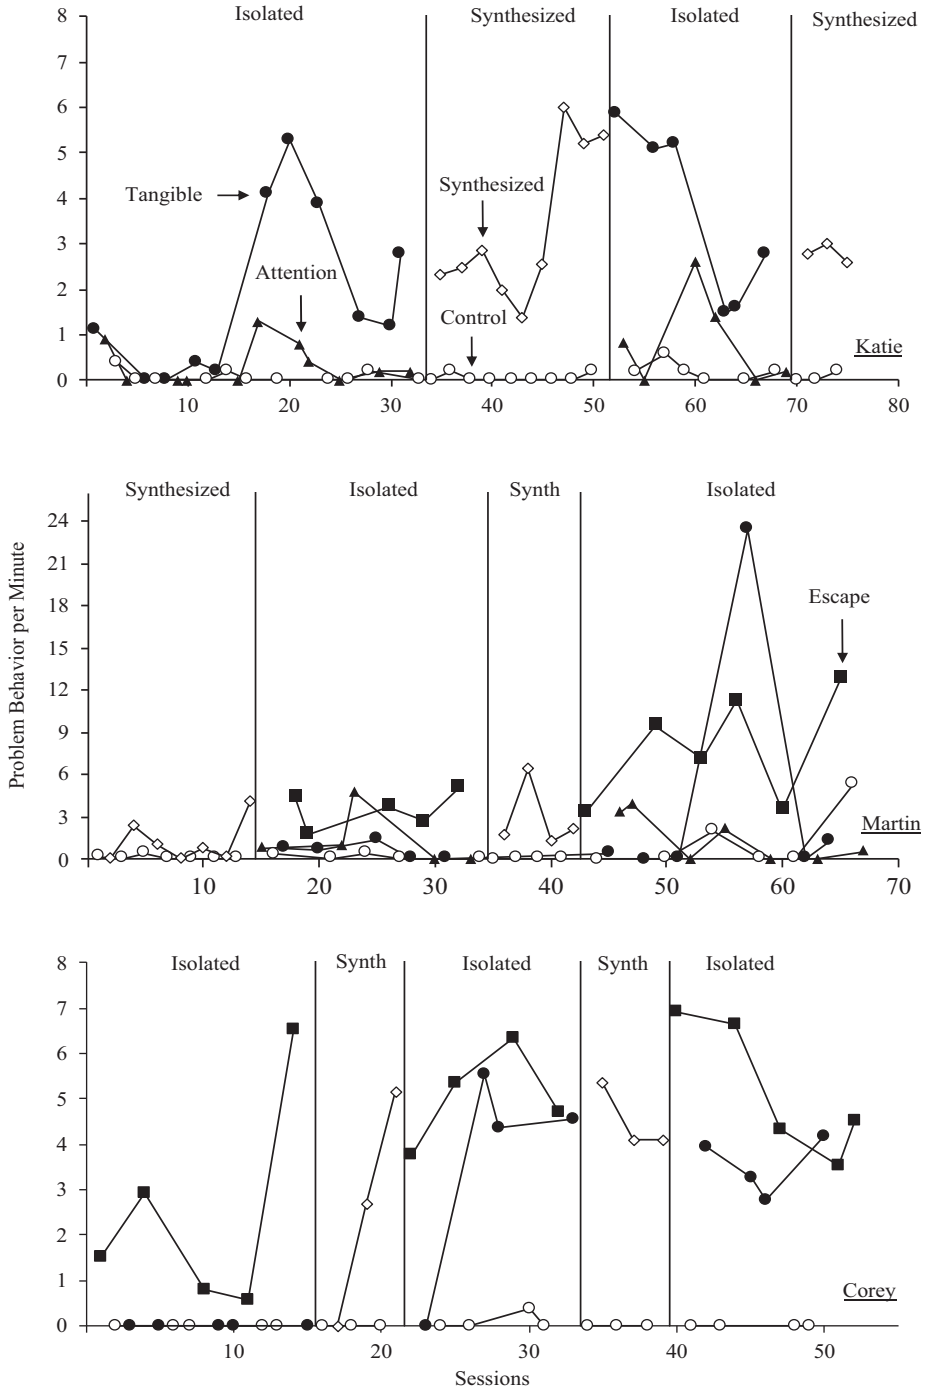 Isolated Synthesized Isolated Synthesized
8
7
6
5
4
3
2
1
0
Tangible
Attention
Synthesized
Control
Katie
10 20 30 40 50 60 70 80
Problem Behavior per Minute
Synthesized Isolated Synth Isolated
24
21
18
15
12
9
6
3
0
Escape
Martin
10 20 30 40 50 60 70
Isolated Synth Isolated Synth Isolated
8
7
6
5
4
3
2
1
0
Corey
10 20 30 40 50
Sessions